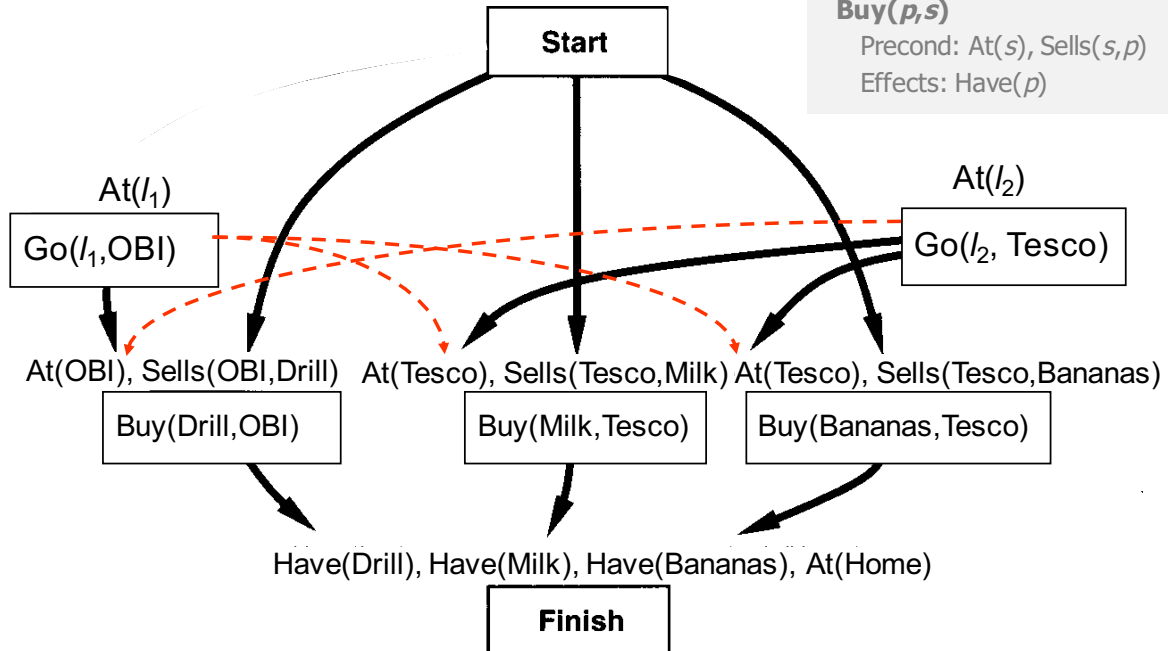 Buy(p,s)
Precond: At(s), Sells(s,p)
Effects: Have(p)
Start
At(l₁)
At(l₂)
Go(l₁,OBI)
Go(l₂, Tesco)
At(OBI), Sells(OBI,Drill)
At(Tesco), Sells(Tesco,Milk)
At(Tesco), Sells(Tesco,Bananas)
Buy(Drill,OBI)
Buy(Milk,Tesco)
Buy(Bananas,Tesco)
Have(Drill), Have(Milk), Have(Bananas), At(Home)
Finish